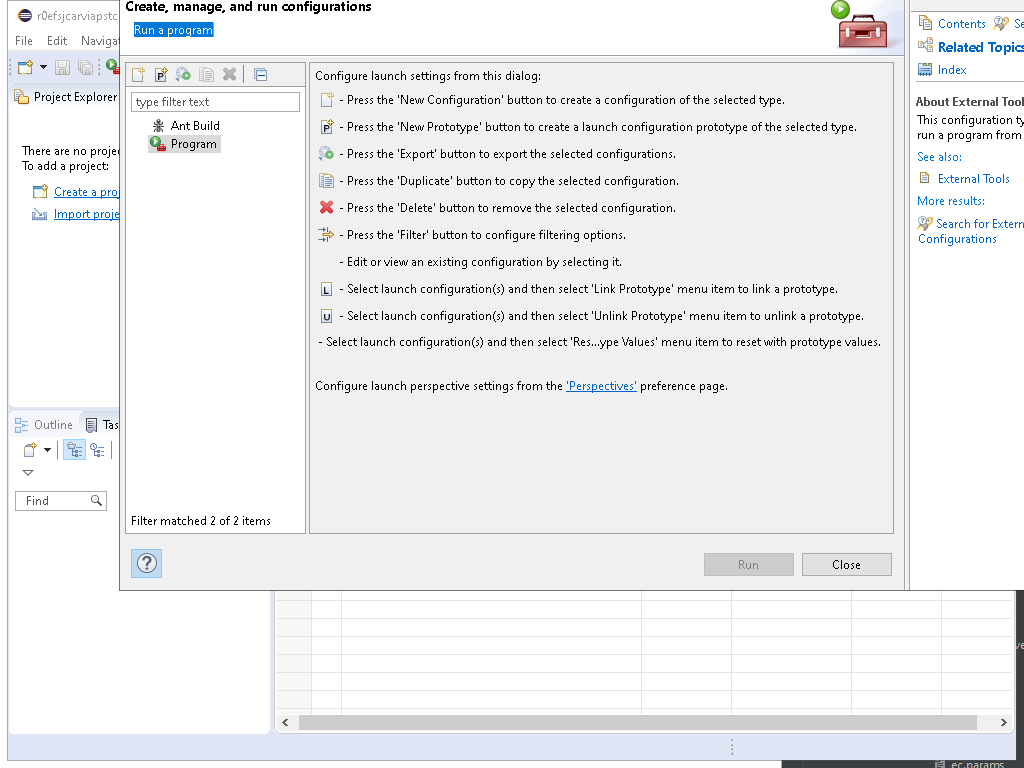 r0efsjcarviapstc
File Edit Naviga
Project Explorer
There are no proje
To add a project:
Create a proj
Import proje
Outline Tas
Find
Create, manage, and run configurations
Run a program
type filter text
Ant Build
Program
Filter matched 2 of 2 items
Configure launch settings from this dialog:
- Press the 'New Configuration' button to create a configuration of the selected type.
P - Press the 'New Prototype' button to create a launch configuration prototype of the selected type.
- Press the 'Export' button to export the selected configurations.
- Press the 'Duplicate' button to copy the selected configuration.
- Press the 'Delete' button to remove the selected configuration.
- Press the 'Filter' button to configure filtering options.
- Edit or view an existing configuration by selecting it.
L - Select launch configuration(s) and then select 'Link Prototype' menu item to link a prototype.
U - Select launch configuration(s) and then select 'Unlink Prototype' menu item to unlink a prototype.
- Select launch configuration(s) and then select 'Res...ype Values' menu item to reset with prototype values.
Configure launch perspective settings from the 'Perspectives' preference page.
? Run Close
Contents Se
Related Topics
Index
About External Tool
This configuration ty
run a program from
See also:
External Tools
More results:
Search for Extern
Configurations
ve
ec.params